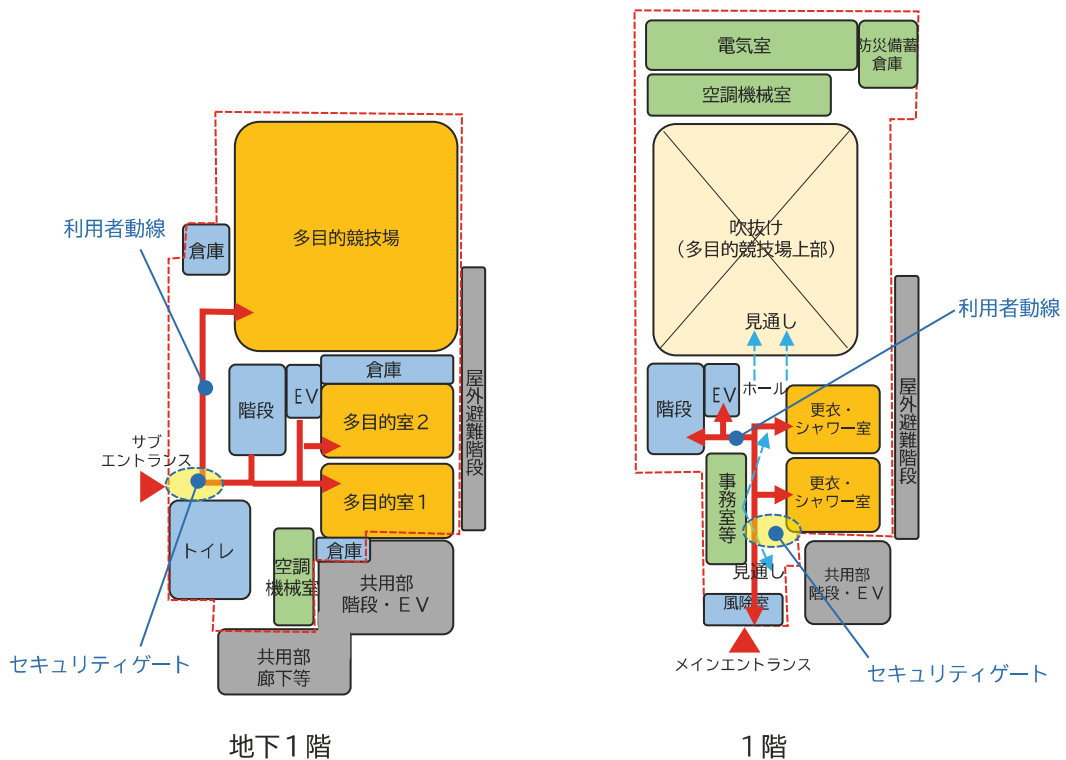 利用者動線
倉庫
多目的競技場
倉庫
階段
EV
多目的室2
多目的室1
屋外避難階段
サブ
エントランス
トイレ
空調
機械室
倉庫
共用部
階段・EV
共用部
廊下等
セキュリティゲート
地下1階
電気室
防災備蓄
倉庫
空調機械室
吹抜け
(多目的競技場上部)
見通し
利用者動線
階段
EV
ホール
更衣・
シャワー室
更衣・
シャワー室
屋外避難階段
事務室等
見通し
風除室
共用部
階段・EV
メインエントランス
セキュリティゲート
1階